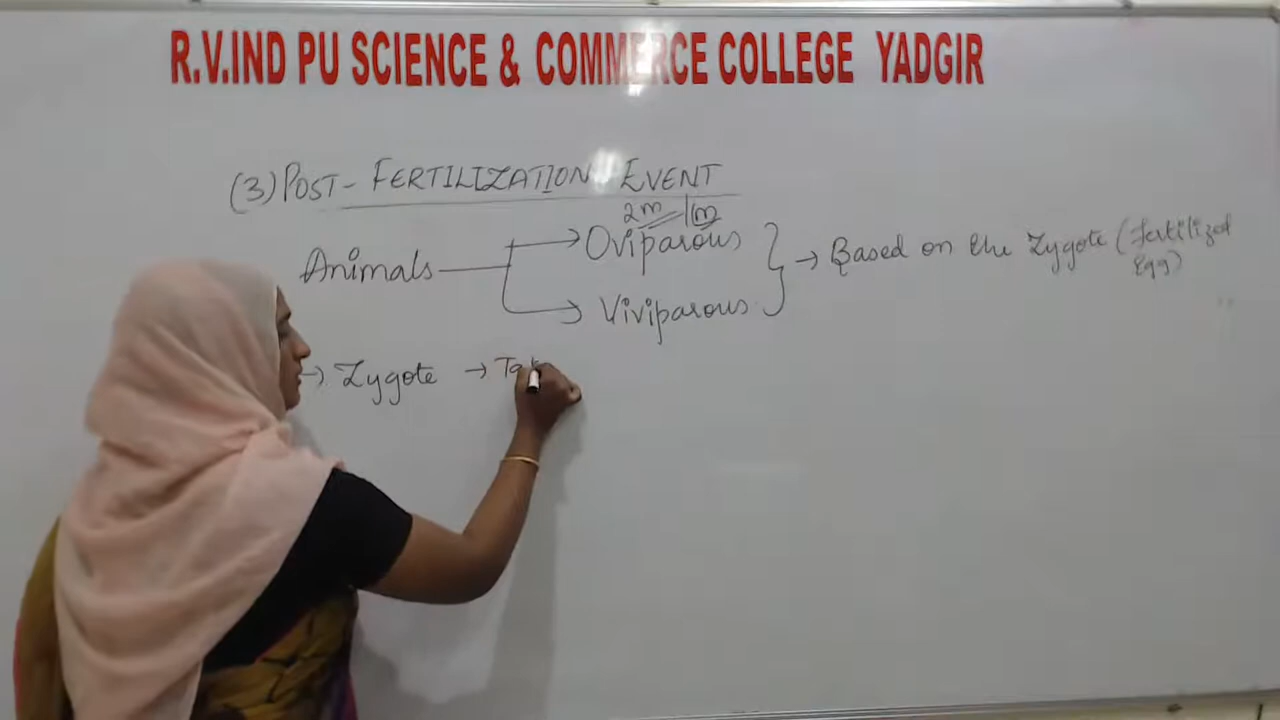 R.V.IND PU SCIENCE & COMMERCE COLLEGE YADGIR
(3) POST-FERTILIZATION EVENT
2m 1m
Animals → Oviparous
→ Viviparous
→ Based on the Zygote (fertilized
Egg)
→ Zygote → Ta